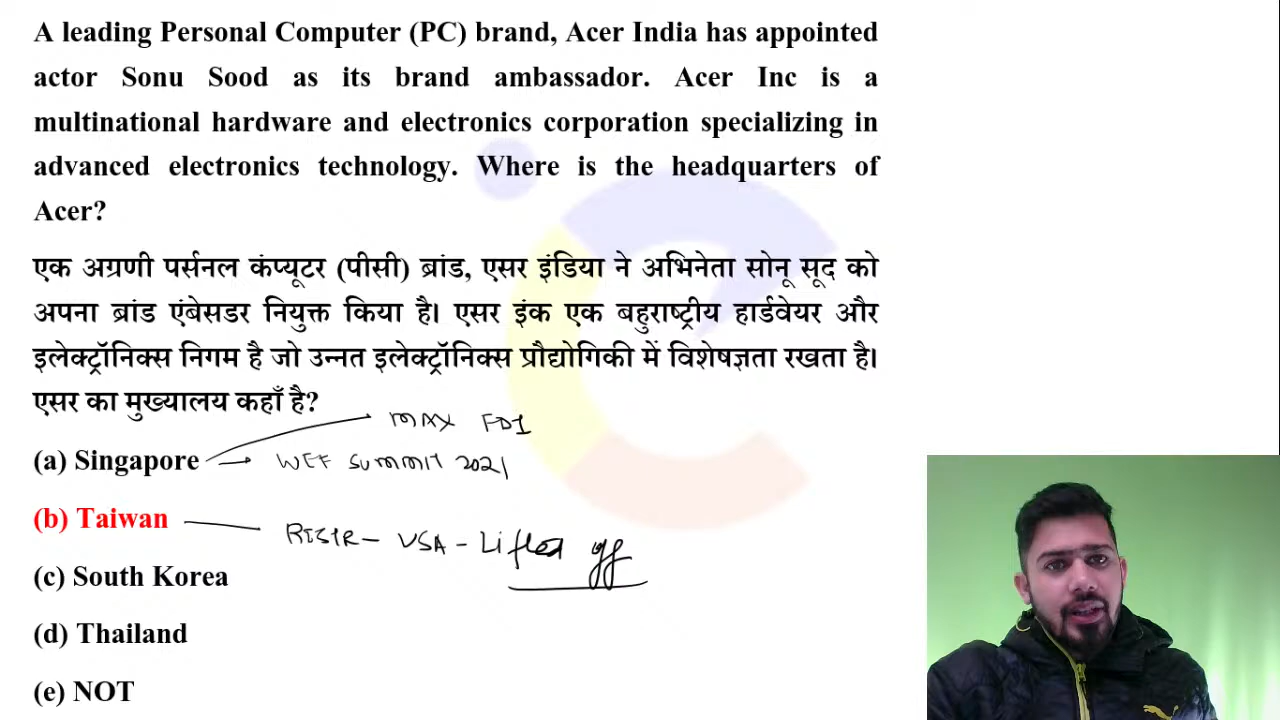 A leading Personal Computer (PC) brand, Acer India has appointed
actor Sonu Sood as its brand ambassador. Acer Inc is a
multinational hardware and electronics corporation specializing in
advanced electronics technology. Where is the headquarters of
Acer?
एक अग्रणी पर्सनल कंप्यूटर (पीसी) ब्रांड, एसर इंडिया ने अभिनेता सोनू सूद को
अपना ब्रांड एंबेसडर नियुक्त किया है। एसर इंक एक बहुराष्ट्रीय हार्डवेयर और
इलेक्ट्रॉनिक्स निगम है जो उन्नत इलेक्ट्रॉनिक्स प्रौद्योगिकी में विशेषज्ञता रखता है।
एसर का मुख्यालय कहाँ है?
MAX FDI
(a) Singapore
WEF SUMMIT 2021
(b) Taiwan
USA - Lifted
(c) South Korea
(d) Thailand
(e) NOT